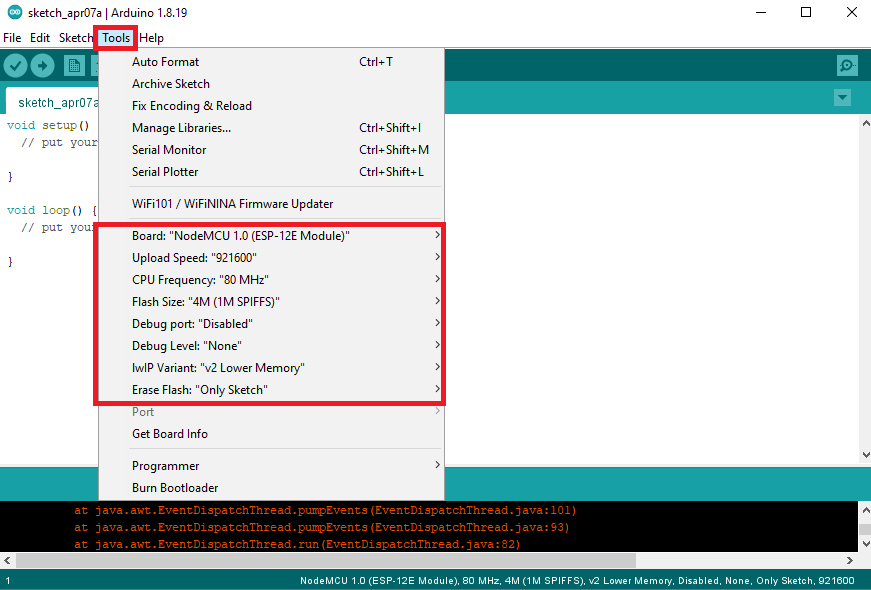 sketch_apr07a | Arduino 1.8.19
File Edit Sketch Tools Help
Auto Format Ctrl+T
Archive Sketch
sketch_apr07a
Fix Encoding & Reload
void setup()
Manage Libraries... Ctrl+Shift+I
// put your
Serial Monitor Ctrl+Shift+M
}
Serial Plotter Ctrl+Shift+L
WiFi101 / WiFiNINA Firmware Updater
void loop() {
// put your
}
Board: "NodeMCU 1.0 (ESP-12E Module)"
Upload Speed: "921600"
CPU Frequency: "80 MHz"
Flash Size: "4M (1M SPIFFS)"
Debug port: "Disabled"
Debug Level: "None"
lwIP Variant: "v2 Lower Memory"
Erase Flash: "Only Sketch"
Port
Get Board Info
Programmer
Burn Bootloader
at java.awt.EventDispatchThread.pumpEvents(EventDispatchThread.java:101)
at java.awt.EventDispatchThread.pumpEvents(EventDispatchThread.java:93)
at java.awt.EventDispatchThread.run(EventDispatchThread.java:82)
1 NodeMCU 1.0 (ESP-12E Module), 80 MHz, 4M (1M SPIFFS), v2 Lower Memory, Disabled, None, Only Sketch, 921600